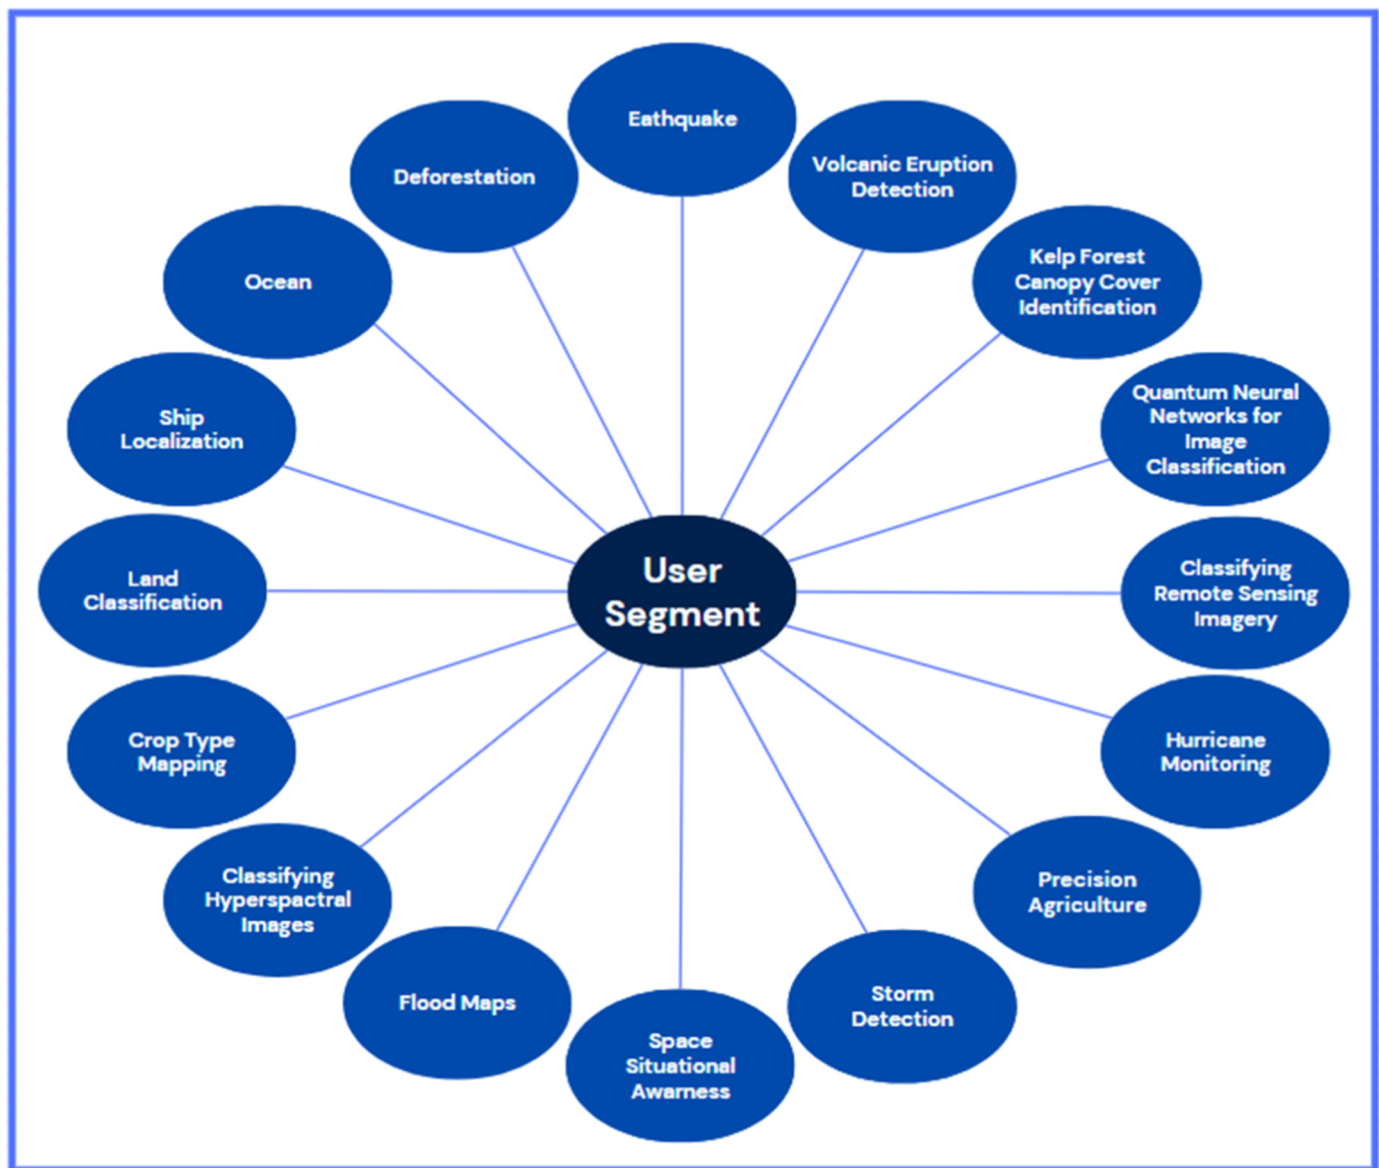 Eathquake
Deforestation
Volcanic Eruption
Detection
Ocean
Kelp Forest
Canopy Cover
Identification
Ship
Localization
Quantum Neural
Networks for
Image
Classification
Land
Classification
User
Segment
Classifying
Remote Sensing
Imagery
Crop Type
Mapping
Hurricane
Monitoring
Classifying
Hyperspactral
Images
Precision
Agriculture
Flood Maps
Storm
Detection
Space
Situational
Awarness